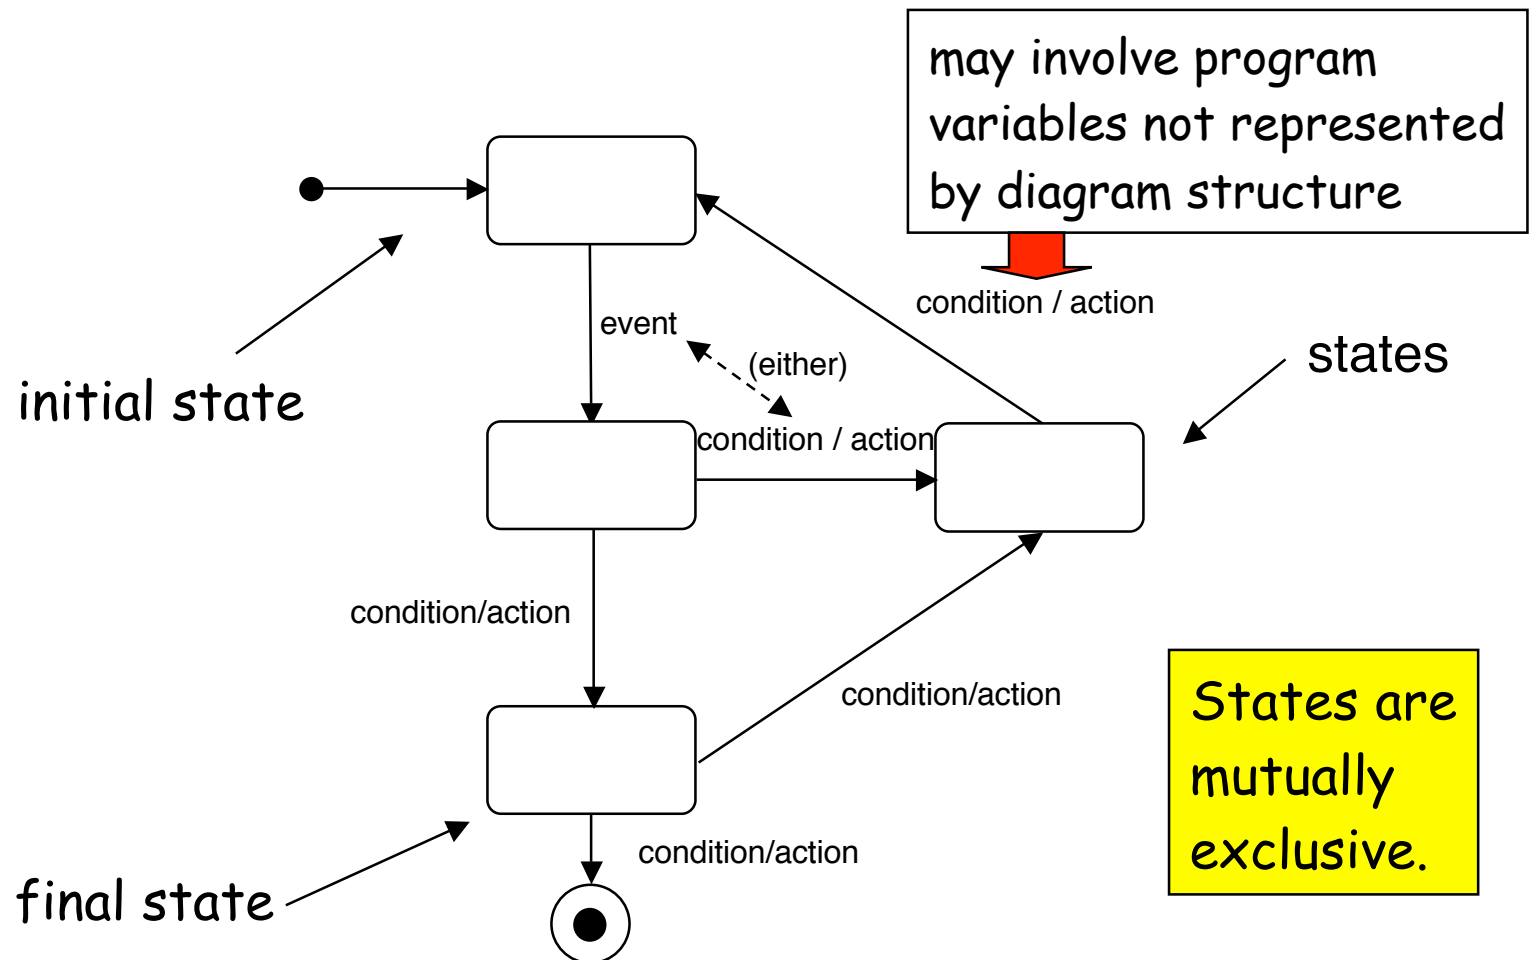 may involve program
variables not represented
by diagram structure
condition / action
event
(either)
states
initial state
condition / action
condition/action
condition/action
States are
mutually
exclusive.
condition/action
final state